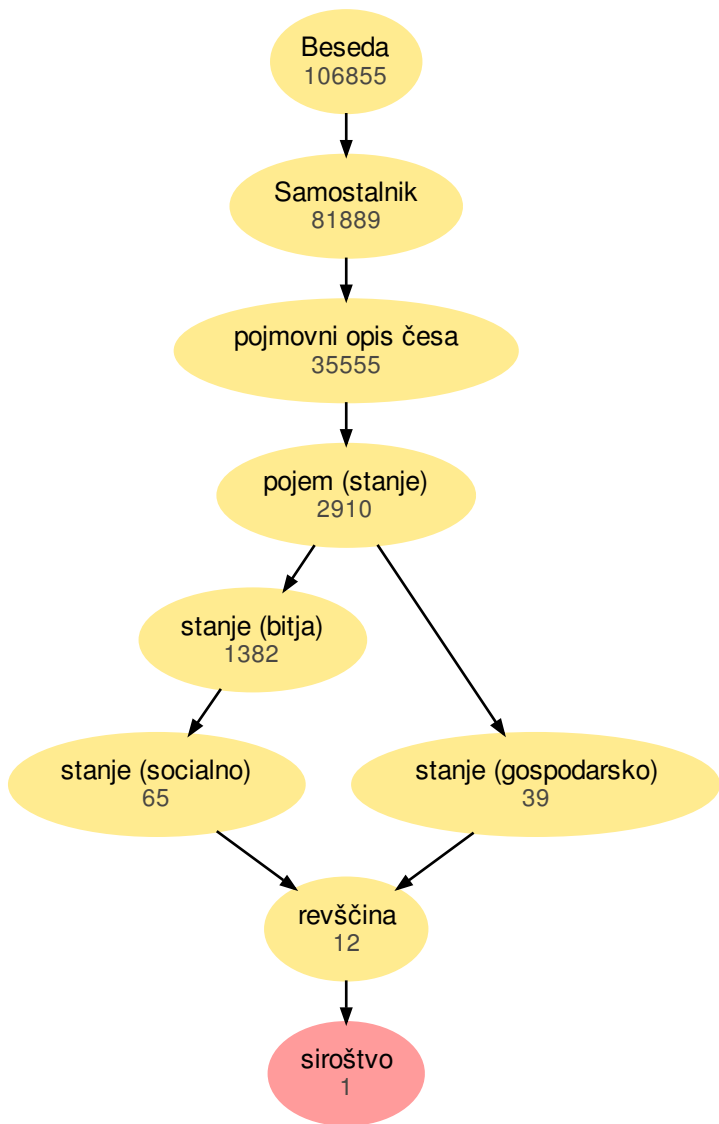 Beseda
106855
Samostalnik
81889
pojmovni opis česa
35555
pojem (stanje)
2910
stanje (bitja)
1382
stanje (socialno)
65
stanje (gospodarsko)
39
revščina
12
siroštvo
1